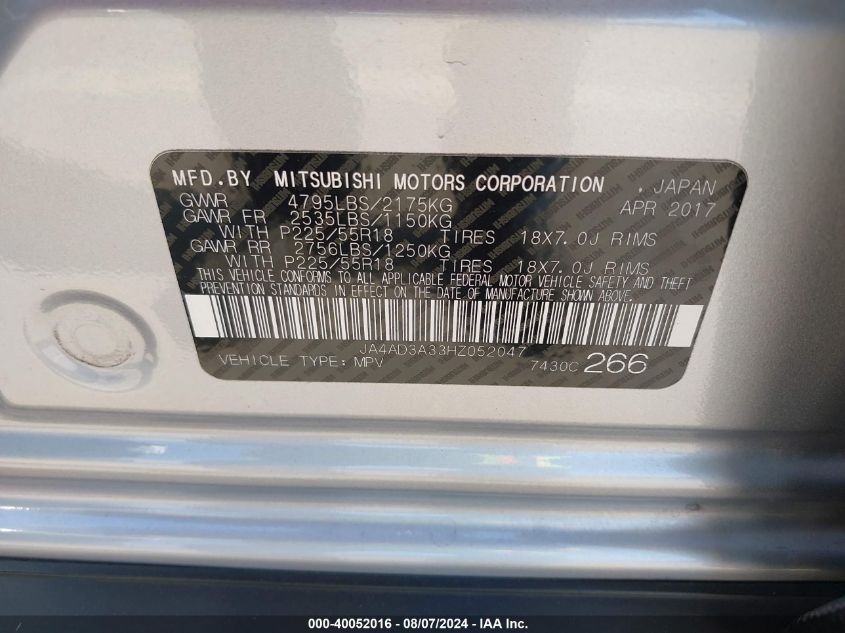 MFD.BY MITSUBISHI MOTORS CORPORATION , JAPAN
GVWR 4795LBS/2175KG APR 2017
GAWR FR 2535LBS/1150KG
WITH P225/55R18 TIRES 18X7.0J RIMS
GAWR RR 2756LBS/1250KG
WITH P225/55R18 TIRES 18X7.0J RIMS
THIS VEHICLE CONFORMS TO ALL APPLICABLE FEDERAL MOTOR VEHICLE SAFETY AND THEFT
PREVENTION STANDARDS IN EFFECT ON THE DATE OF MANUFACTURE SHOWN ABOVE.
JA4AD3A33HZ052047
VEHICLE TYPE: MPV 7430C 266
000-40052016 - 08/07/2024 - IAA Inc.